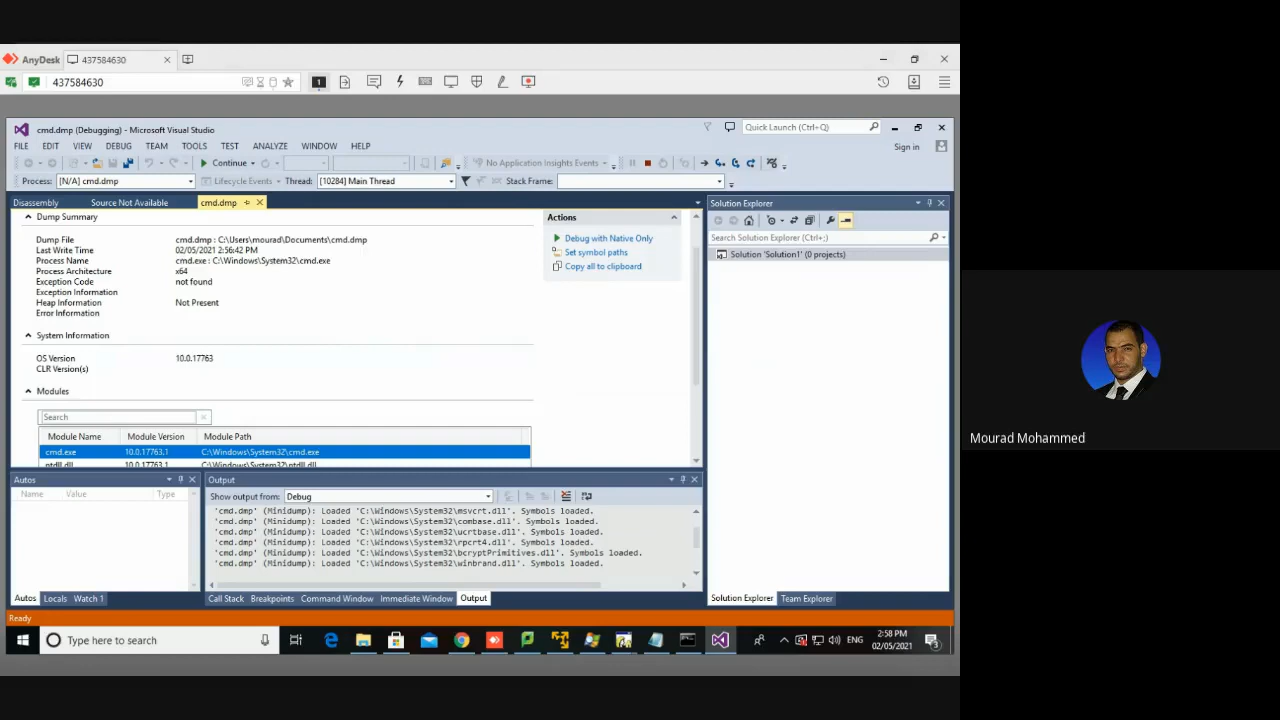 AnyDesk 437584630
437584630 1
cmd.dmp (Debugging) - Microsoft Visual Studio
Quick Launch (Ctrl+Q)
FILE EDIT VIEW DEBUG TEAM TOOLS TEST ANALYZE WINDOW HELP
Sign in
Continue No Application Insights Events
Process: [N/A] cmd.dmp Lifecycle Events Thread: [10284] Main Thread Stack Frame:
Disassembly Source Not Available cmd.dmp
Dump Summary
Dump File cmd.dmp : C:\Users\mourad\Documents\cmd.dmp
Last Write Time 02/05/2021 2:56:42 PM
Process Name cmd.exe : C:\Windows\System32\cmd.exe
Process Architecture x64
Exception Code not found
Exception Information
Heap Information Not Present
Error Information
System Information
OS Version 10.0.17763
CLR Version(s)
Modules
Search
Module Name Module Version Module Path
cmd.exe 10.0.17763.1 C:\Windows\System32\cmd.exe
ntdll.dll 10.0.17763.1 C:\Windows\System32\ntdll.dll
Actions
Debug with Native Only
Set symbol paths
Copy all to clipboard
Solution Explorer
Search Solution Explorer (Ctrl+;)
Solution 'Solution1' (0 projects)
Autos
Name Value Type
Autos Locals Watch 1
Output
Show output from: Debug
'cmd.dmp' (Minidump): Loaded 'C:\Windows\System32\msvcrt.dll'. Symbols loaded.
'cmd.dmp' (Minidump): Loaded 'C:\Windows\System32\combase.dll'. Symbols loaded.
'cmd.dmp' (Minidump): Loaded 'C:\Windows\System32\ucrtbase.dll'. Symbols loaded.
'cmd.dmp' (Minidump): Loaded 'C:\Windows\System32\rpcrt4.dll'. Symbols loaded.
'cmd.dmp' (Minidump): Loaded 'C:\Windows\System32\bcryptPrimitives.dll'. Symbols loaded.
'cmd.dmp' (Minidump): Loaded 'C:\Windows\System32\winbrand.dll'. Symbols loaded.
Call Stack Breakpoints Command Window Immediate Window Output
Solution Explorer Team Explorer
Ready
Type here to search
ENG
2:58 PM
02/05/2021
3
Mourad Mohammed